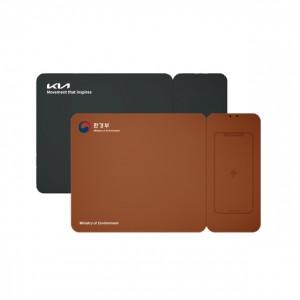 KIA
Movement that inspires
환경부
Ministry of Environment
Ministry of Environment